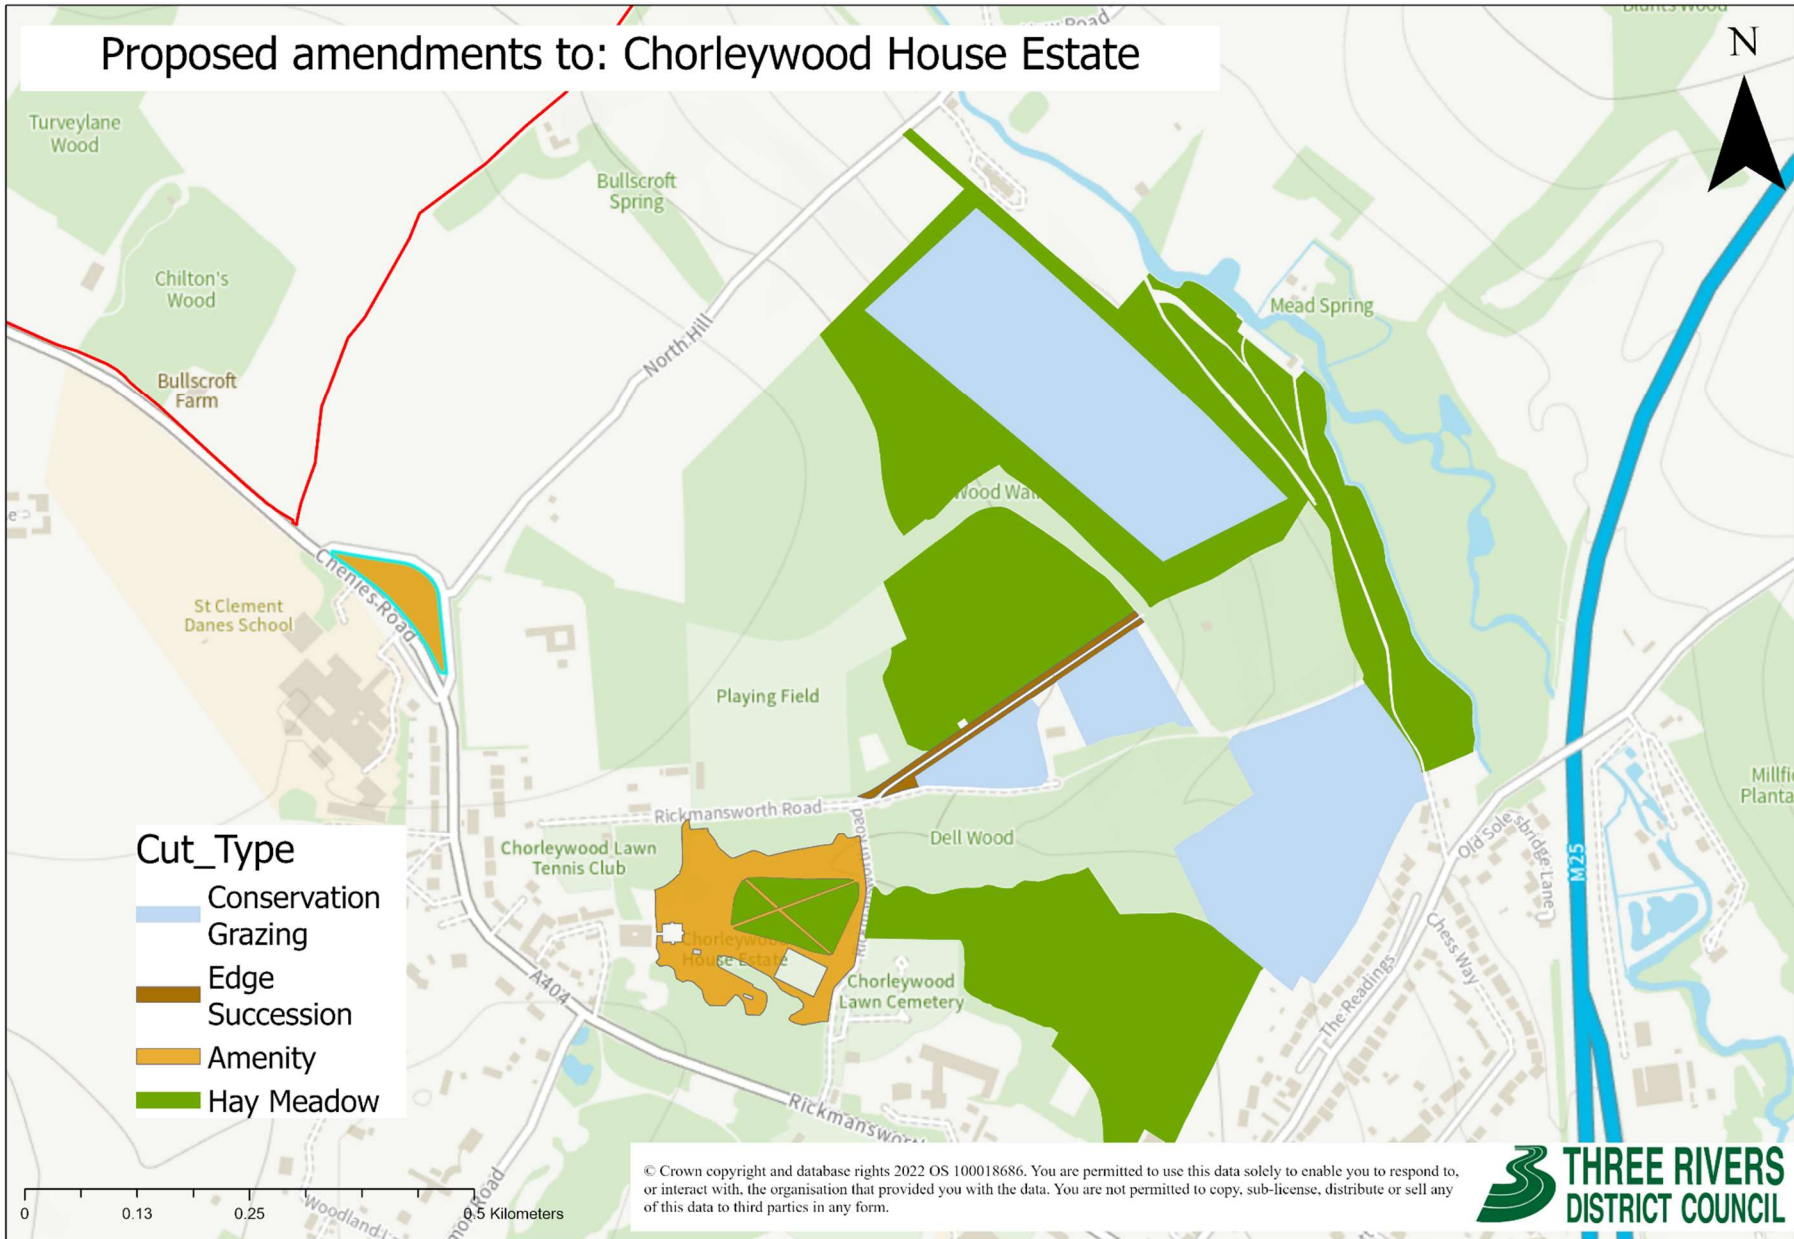 Proposed amendments to: Chorleywood House Estate
N
Turveylane
Wood
Bullscroft
Spring
Chilton's
Wood
Mead Spring
North Hill
Bullscroft
Farm
Wood
Chenies Road
St Clement
Danes School
Playing Field
Rickmansworth Road
Chorleywood Lawn
Tennis Club
Dell Wood
Old Solesbridge Lane
M25
Chorleywood
House Estate
Chorleywood
Lawn Cemetery
Chess Way
The Readings
A404
Cut_Type
Conservation
Grazing
Edge
Succession
Amenity
Hay Meadow
0 0.13 0.25 0.5 Kilometers
© Crown copyright and database rights 2022 OS 100018686. You are permitted to use this data solely to enable you to respond to,
or interact with, the organisation that provided you with the data. You are not permitted to copy, sub-license, distribute or sell any
of this data to third parties in any form.
THREE RIVERS
DISTRICT COUNCIL